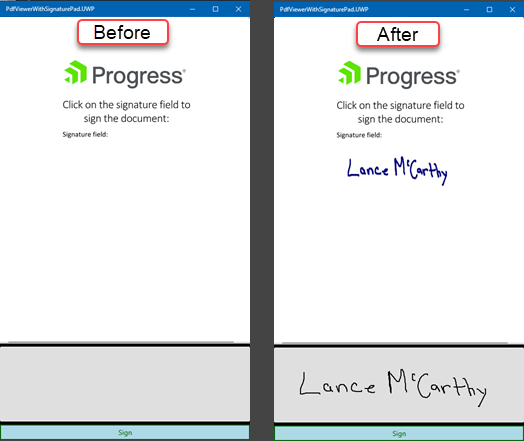 PdfViewerWithSignaturePad.UWP
Before
Progress®
Click on the signature field to
sign the document:
Signature field:
Sign
PdfViewerWithSignaturePad.UWP
After
Progress®
Click on the signature field to
sign the document:
Signature field:
Lance McCarthy
Lance McCarthy
Sign